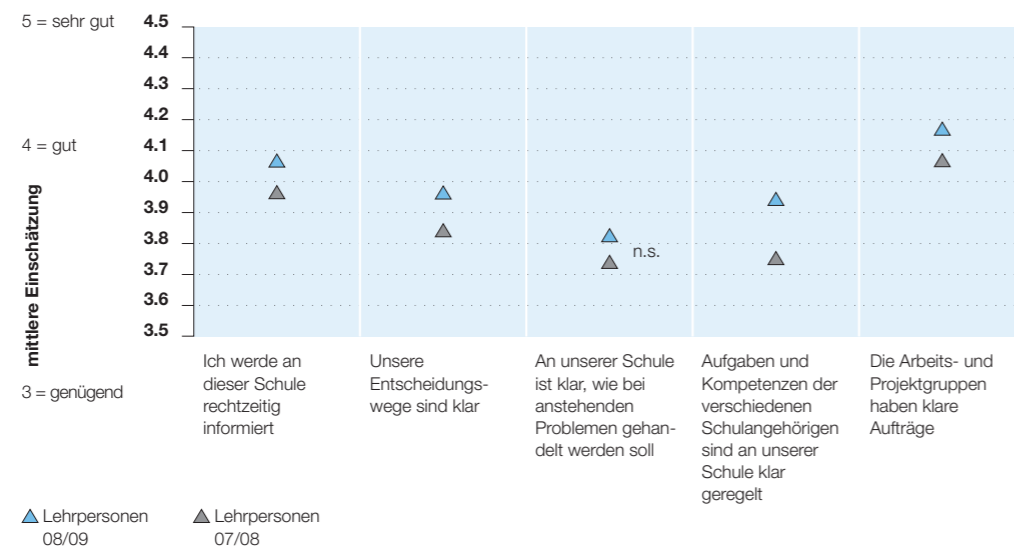 5 = sehr gut
4.5
4.4
4.3
4.2
4 = gut
4.1
4.0
3.9
3.8
3.7
3.6
3.5
mittlere Einschätzung
3 = genügend
n.s.
Ich werde an
dieser Schule
rechtzeitig
informiert
Unsere
Entscheidungs-
wege sind klar
An unserer Schule
ist klar, wie bei
anstehenden
Problemen gehan-
delt werden soll
Aufgaben und
Kompetenzen der
verschiedenen
Schulangehörigen
sind an unserer
Schule klar
geregelt
Die Arbeits- und
Projektgruppen
haben klare
Aufträge
Lehrpersonen
08/09
Lehrpersonen
07/08